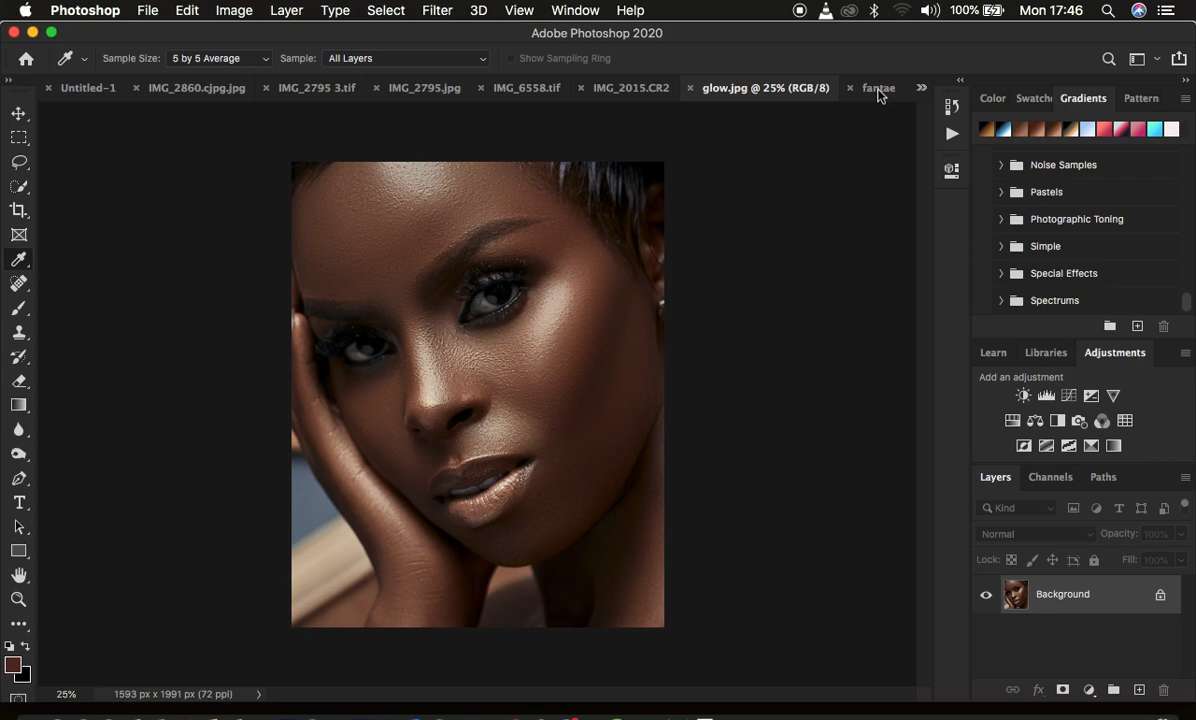 Photoshop File Edit Image Layer Type Select Filter 3D View Window Help 100% Mon 17:46
Adobe Photoshop 2020
Sample Size: 5 by 5 Average Sample: All Layers Show Sampling Ring
Untitled-1 IMG_2860.cjpg.jpg IMG_2795 3.tif IMG_2795.jpg IMG_6558.tif IMG_2015.CR2 glow.jpg @ 25% (RGB/8)
Color Swatche Gradients Pattern
Noise Samples
Pastels
Photographic Toning
Simple
Special Effects
Spectrums
Learn Libraries Adjustments
Add an adjustment
Layers Channels Paths
Kind
Normal Opacity: 100%
Lock: Fill: 100%
Background
25% 1593 px x 1991 px (72 ppi)